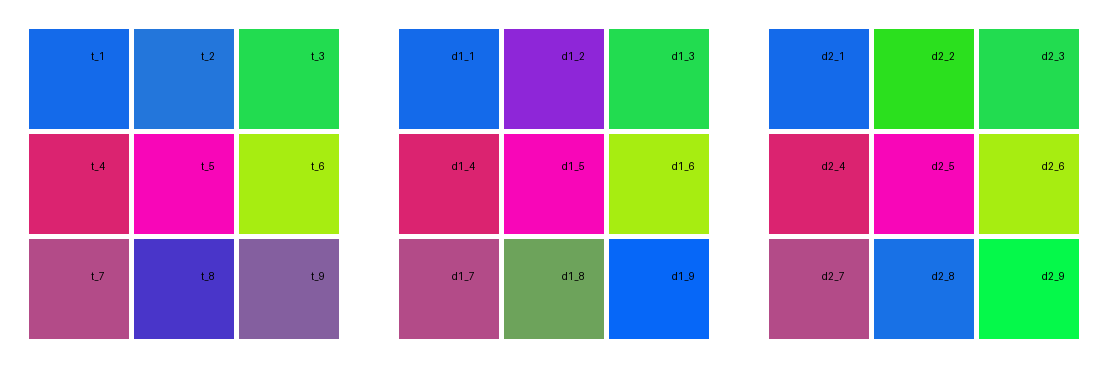 t_1 t_2 t_3 d1_1 d1_2 d1_3 d2_1 d2_2 d2_3
t_4 t_5 t_6 d1_4 d1_5 d1_6 d2_4 d2_5 d2_6
t_7 t_8 t_9 d1_7 d1_8 d1_9 d2_7 d2_8 d2_9